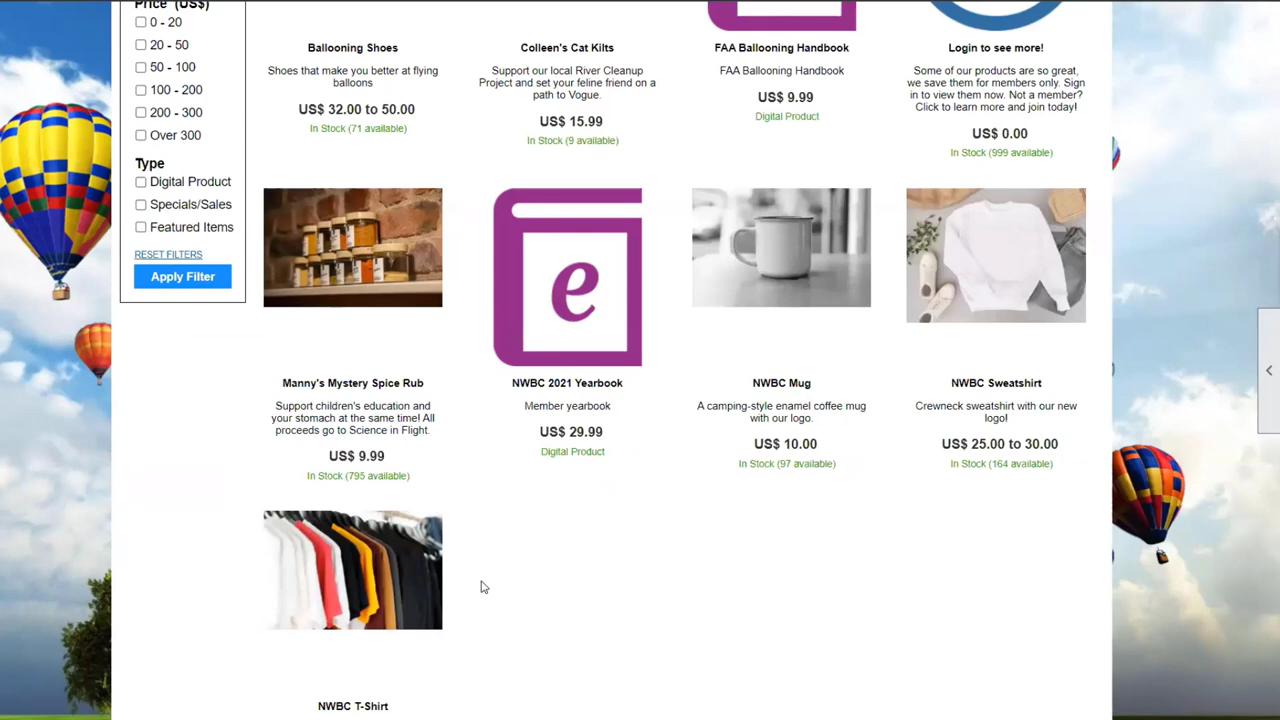 Price (US$)
0 - 20
20 - 50
50 - 100
100 - 200
200 - 300
Over 300
Type
Digital Product
Specials/Sales
Featured Items
RESET FILTERS
Apply Filter
Ballooning Shoes
Shoes that make you better at flying
balloons
US$ 32.00 to 50.00
In Stock (71 available)
Colleen's Cat Kilts
Support our local River Cleanup
Project and set your feline friend on a
path to Vogue.
US$ 15.99
In Stock (9 available)
FAA Ballooning Handbook
FAA Ballooning Handbook
US$ 9.99
Digital Product
Login to see more!
Some of our products are so great,
we save them for members only. Sign
in to view them now. Not a member?
Click to learn more and join today!
US$ 0.00
In Stock (999 available)
Manny's Mystery Spice Rub
Support children's education and
your stomach at the same time! All
proceeds go to Science in Flight.
US$ 9.99
In Stock (795 available)
e
NWBC 2021 Yearbook
Member yearbook
US$ 29.99
Digital Product
NWBC Mug
A camping-style enamel coffee mug
with our logo.
US$ 10.00
In Stock (97 available)
NWBC Sweatshirt
Crewneck sweatshirt with our new
logo!
US$ 25.00 to 30.00
In Stock (164 available)
NWBC T-Shirt